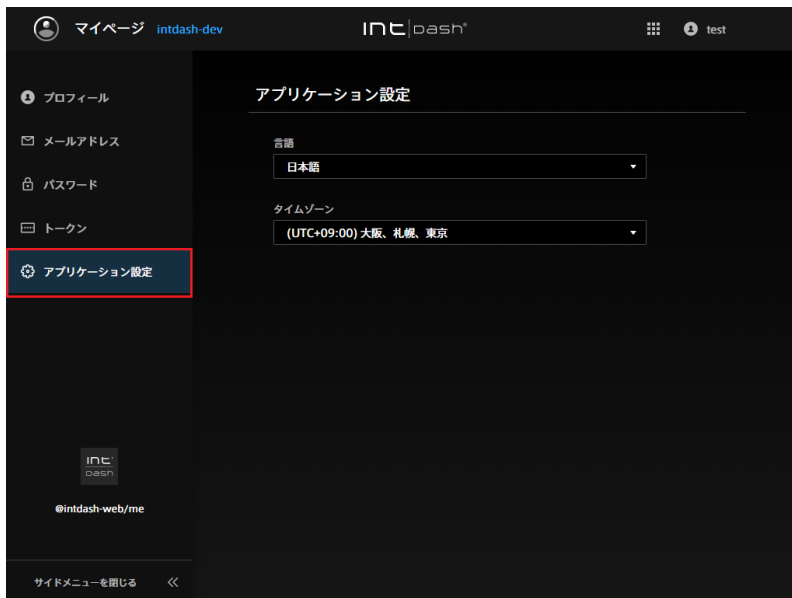 マイページ intdash-dev
INT|DASH®
test
プロフィール
メールアドレス
パスワード
トークン
アプリケーション設定
アプリケーション設定
言語
日本語
タイムゾーン
(UTC+09:00) 大阪、札幌、東京
INT
DASH
@intdash-web/me
サイドメニューを閉じる